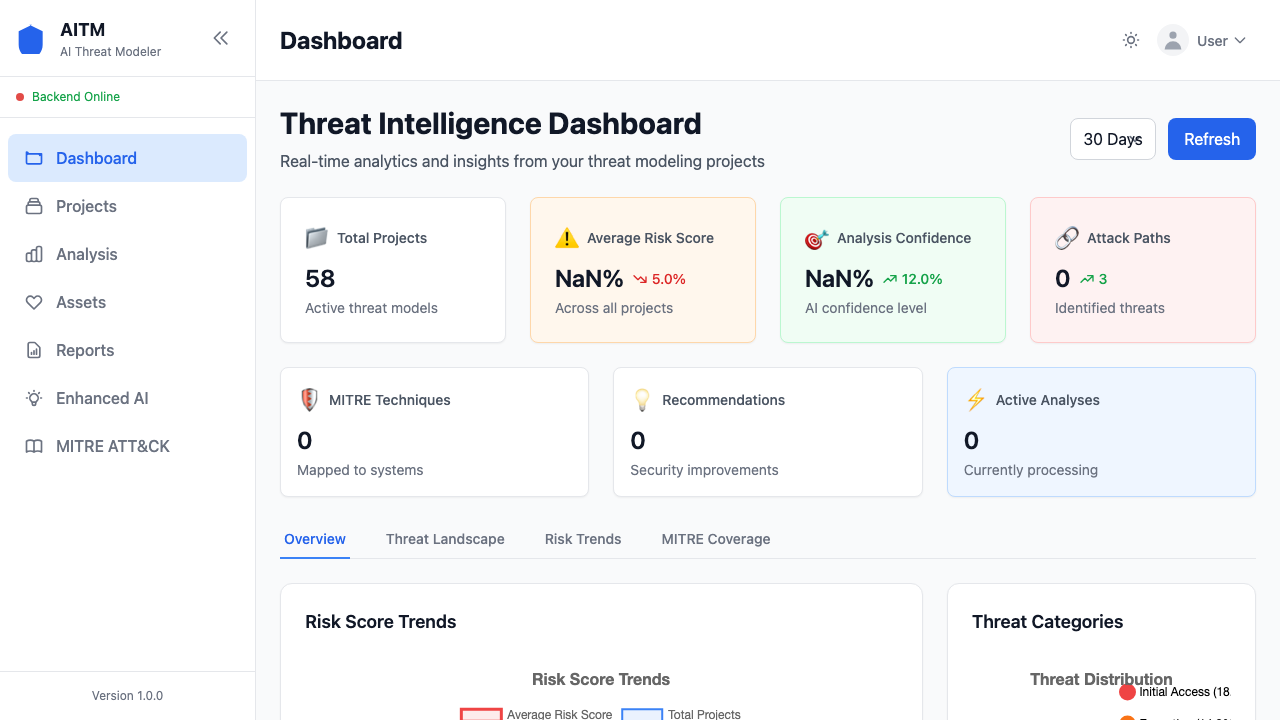 AITM
AI Threat Modeler
Backend Online
Dashboard
Projects
Analysis
Assets
Reports
Enhanced AI
MITRE ATT&CK
Version 1.0.0
Dashboard
User
Threat Intelligence Dashboard
Real-time analytics and insights from your threat modeling projects
30 Days
Refresh
Total Projects
58
Active threat models
Average Risk Score
NaN% 5.0%
Across all projects
Analysis Confidence
NaN% 12.0%
AI confidence level
Attack Paths
0 3
Identified threats
MITRE Techniques
0
Mapped to systems
Recommendations
0
Security improvements
Active Analyses
0
Currently processing
Overview Threat Landscape Risk Trends MITRE Coverage
Risk Score Trends
Risk Score Trends
Average Risk Score Total Projects
Threat Categories
Threat Distribution
Initial Access (18